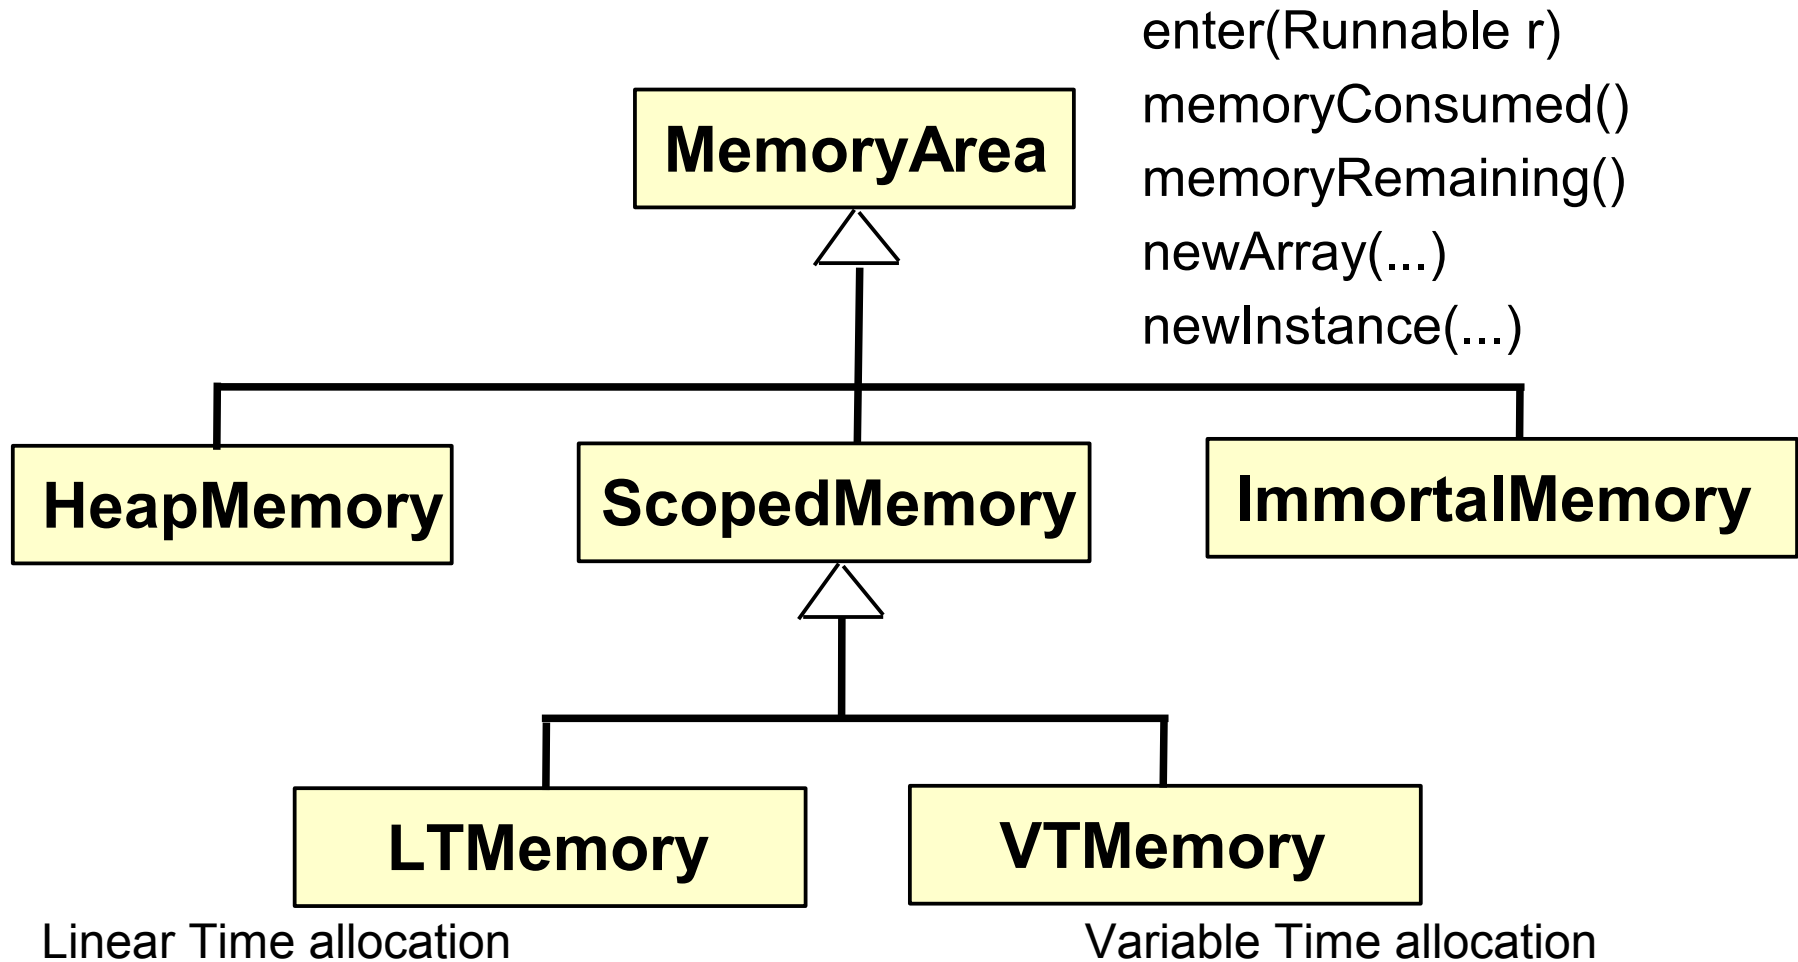 enter(Runnable r)
MemoryArea
memoryConsumed()
memoryRemaining()
newArray(...)
newInstance(...)
HeapMemory
ScopedMemory
ImmortalMemory
LTMemory
VTMemory
Linear Time allocation
Variable Time allocation